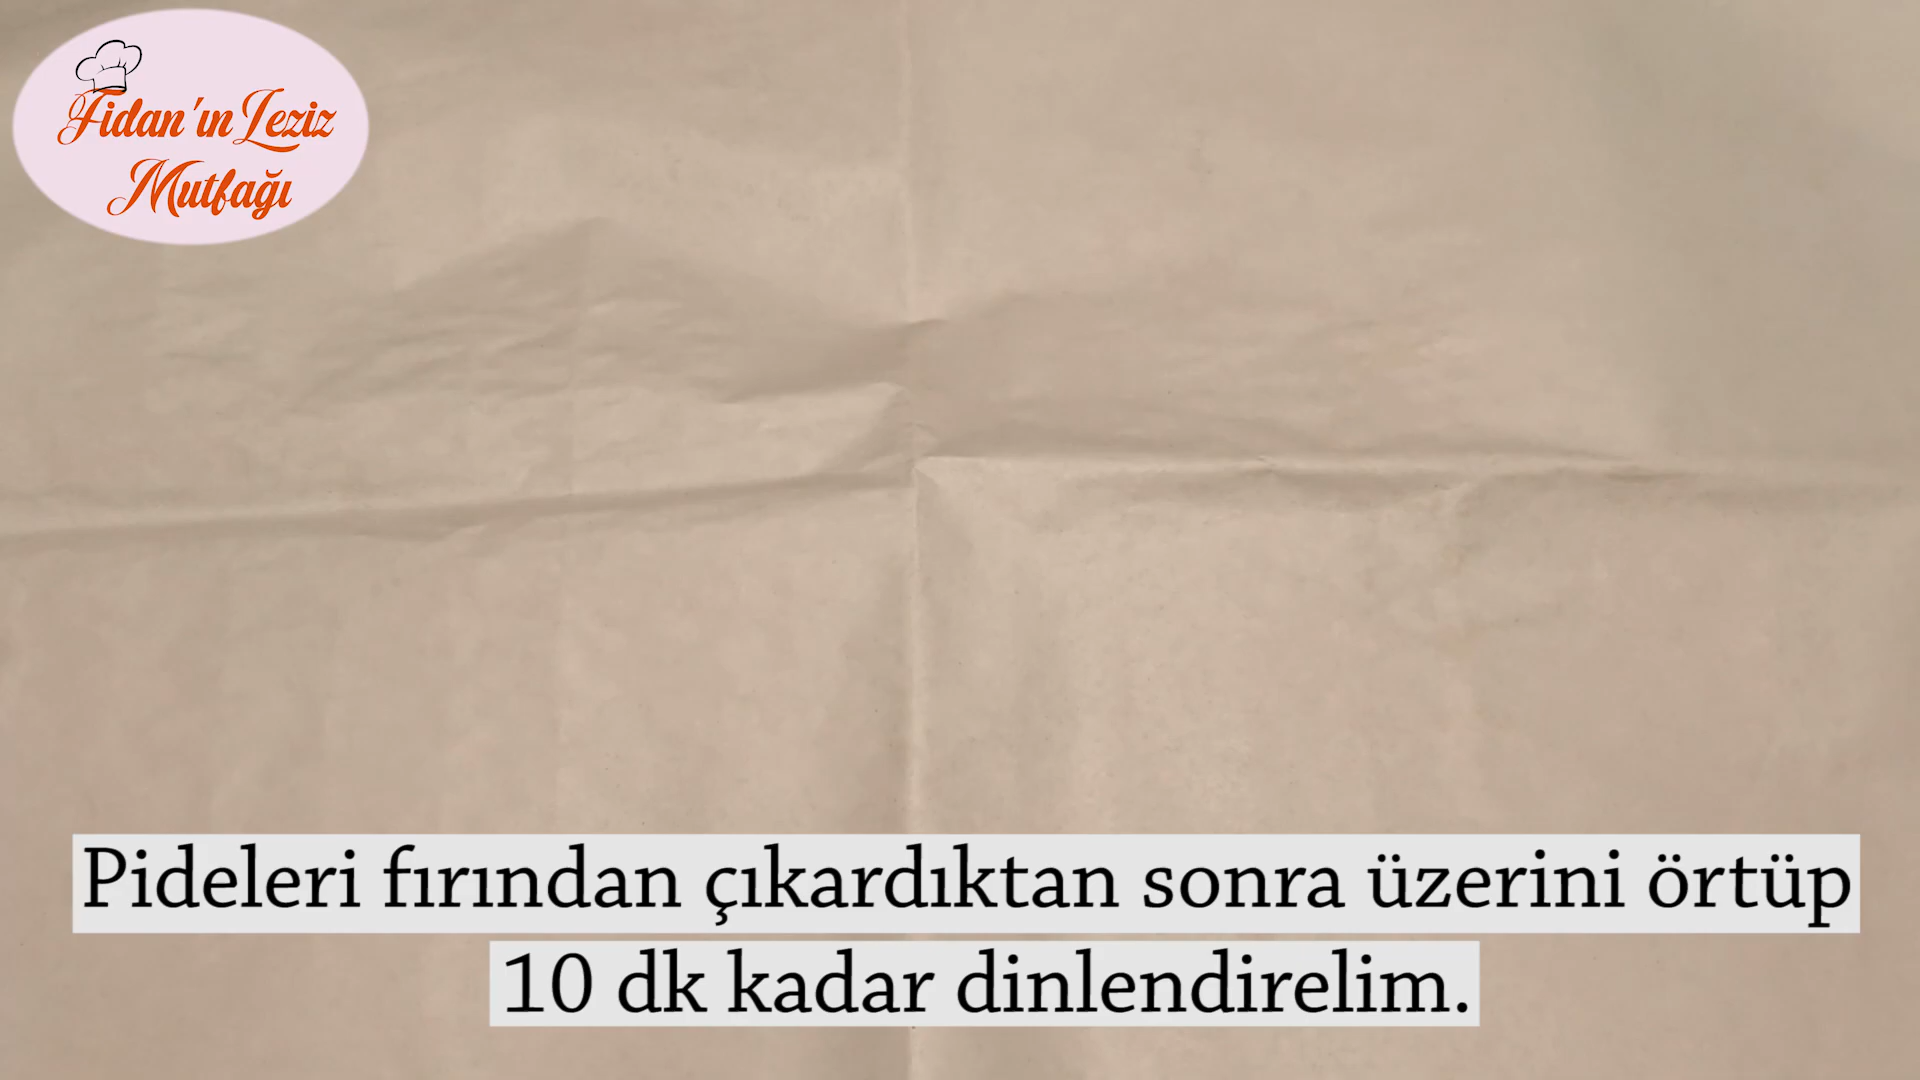 Fidan'ın Leziz
Mutfağı
Pideleri fırından çıkardıktan sonra üzerini örtüp
10 dk kadar dinlendirelim.